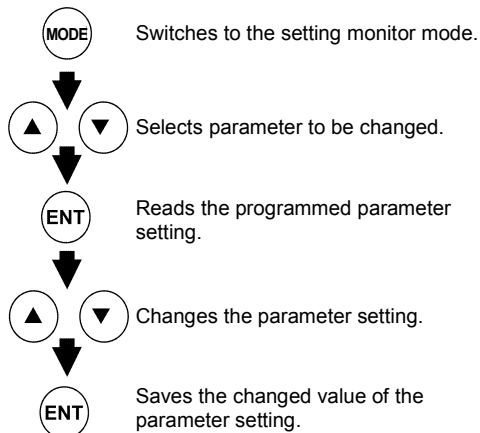 MODE Switches to the setting monitor mode.
▲ ▼ Selects parameter to be changed.
ENT Reads the programmed parameter
setting.
▲ ▼ Changes the parameter setting.
ENT Saves the changed value of the
parameter setting.